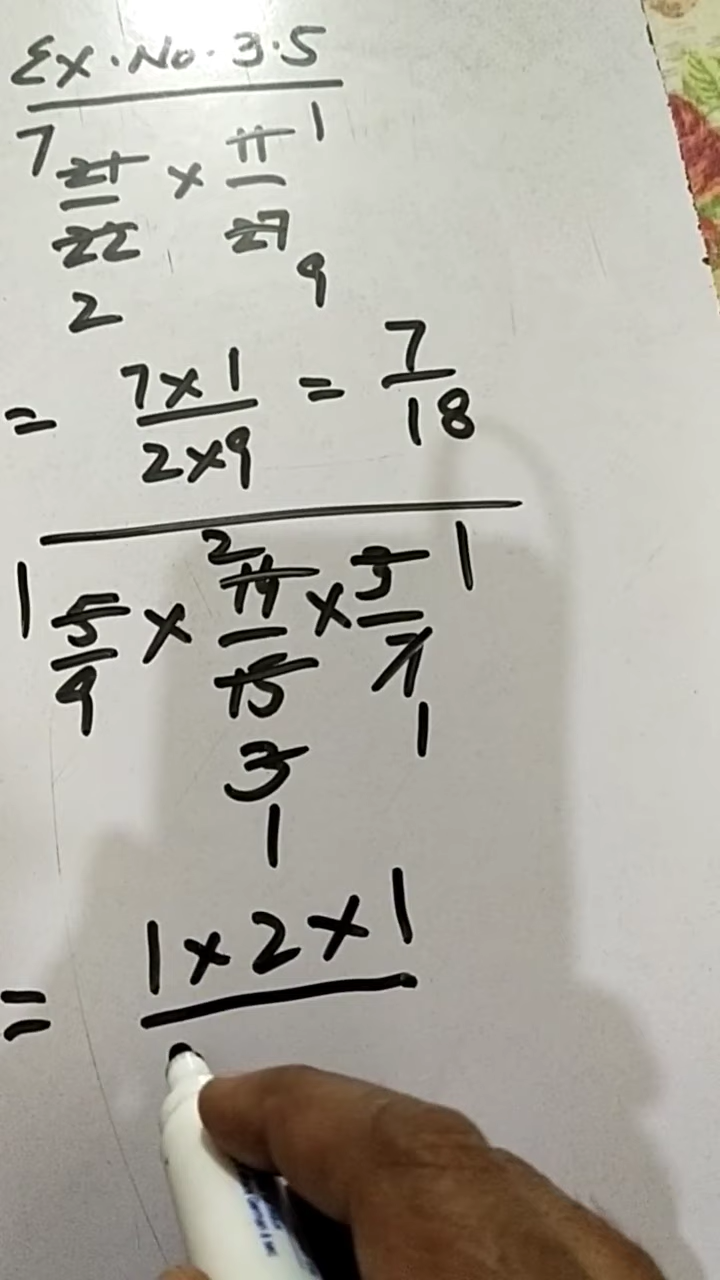 Ex.No.3.5
7 21/22 × 11/27 1
2 9
= 7×1/2×9 = 7/18
1 5/9 × 2 14/15 × 3/7 1
3 1
1
= 1×2×1